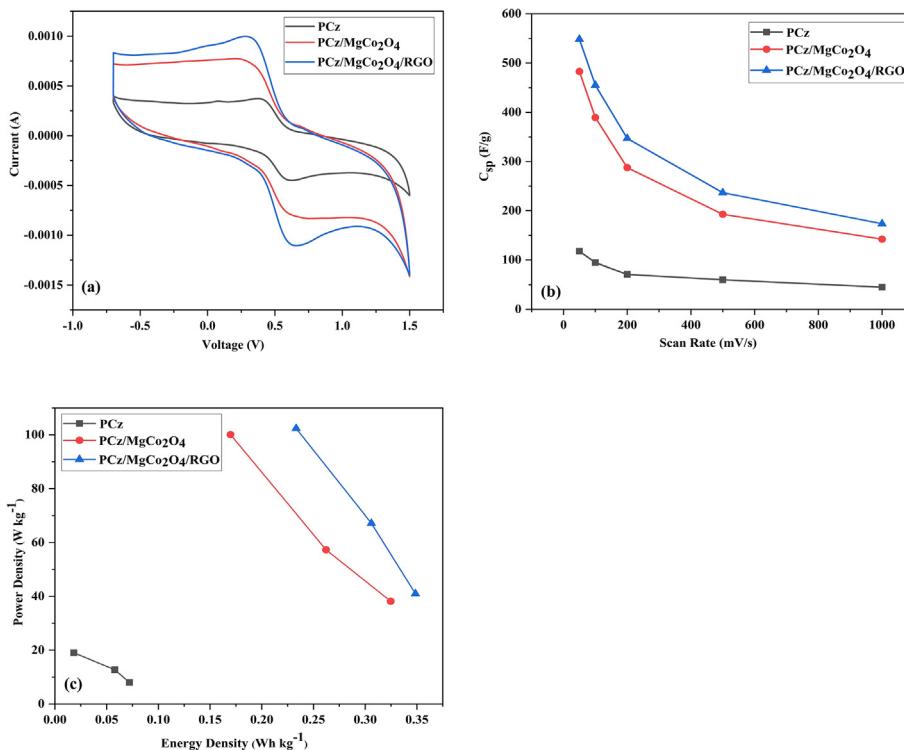 PCz
PCz/MgCo₂O₄
PCz/MgCo₂O₄/RGO
0.0010
0.0005
0.0000
-0.0005
-0.0010
-0.0015
Current (A)
(a)
-1.0 -0.5 0.0 0.5 1.0 1.5
Voltage (V)
PCz
PCz/MgCo₂O₄
PCz/MgCo₂O₄/RGO
600
500
400
300
200
100
0
Csp (F/g)
(b)
0 200 400 600 800 1000
Scan Rate (mV/s)
PCz
PCz/MgCo₂O₄
PCz/MgCo₂O₄/RGO
100
80
60
40
20
0
Power Density (W kg⁻¹)
(c)
0.00 0.05 0.10 0.15 0.20 0.25 0.30 0.35
Energy Density (Wh kg⁻¹)